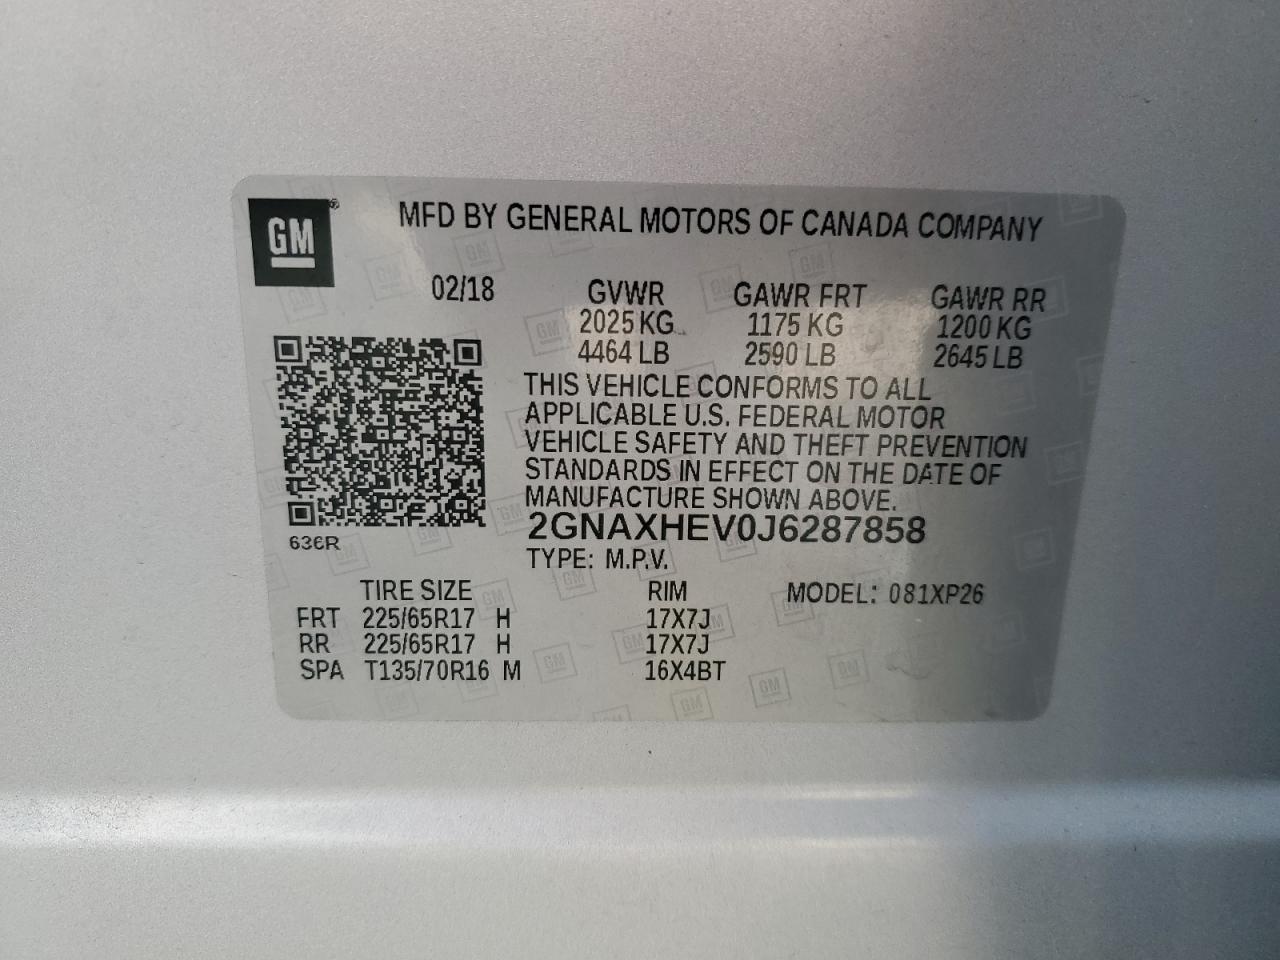 GM®
MFD BY GENERAL MOTORS OF CANADA COMPANY
02/18 GVWR GAWR FRT GAWR RR
2025 KG 1175 KG 1200 KG
4464 LB 2590 LB 2645 LB
THIS VEHICLE CONFORMS TO ALL
APPLICABLE U.S. FEDERAL MOTOR
VEHICLE SAFETY AND THEFT PREVENTION
STANDARDS IN EFFECT ON THE DATE OF
MANUFACTURE SHOWN ABOVE.
2GNAXHEV0J6287858
636R
TYPE: M.P.V.
TIRE SIZE RIM MODEL: 081XP26
FRT 225/65R17 H 17X7J
RR 225/65R17 H 17X7J
SPA T135/70R16 M 16X4BT